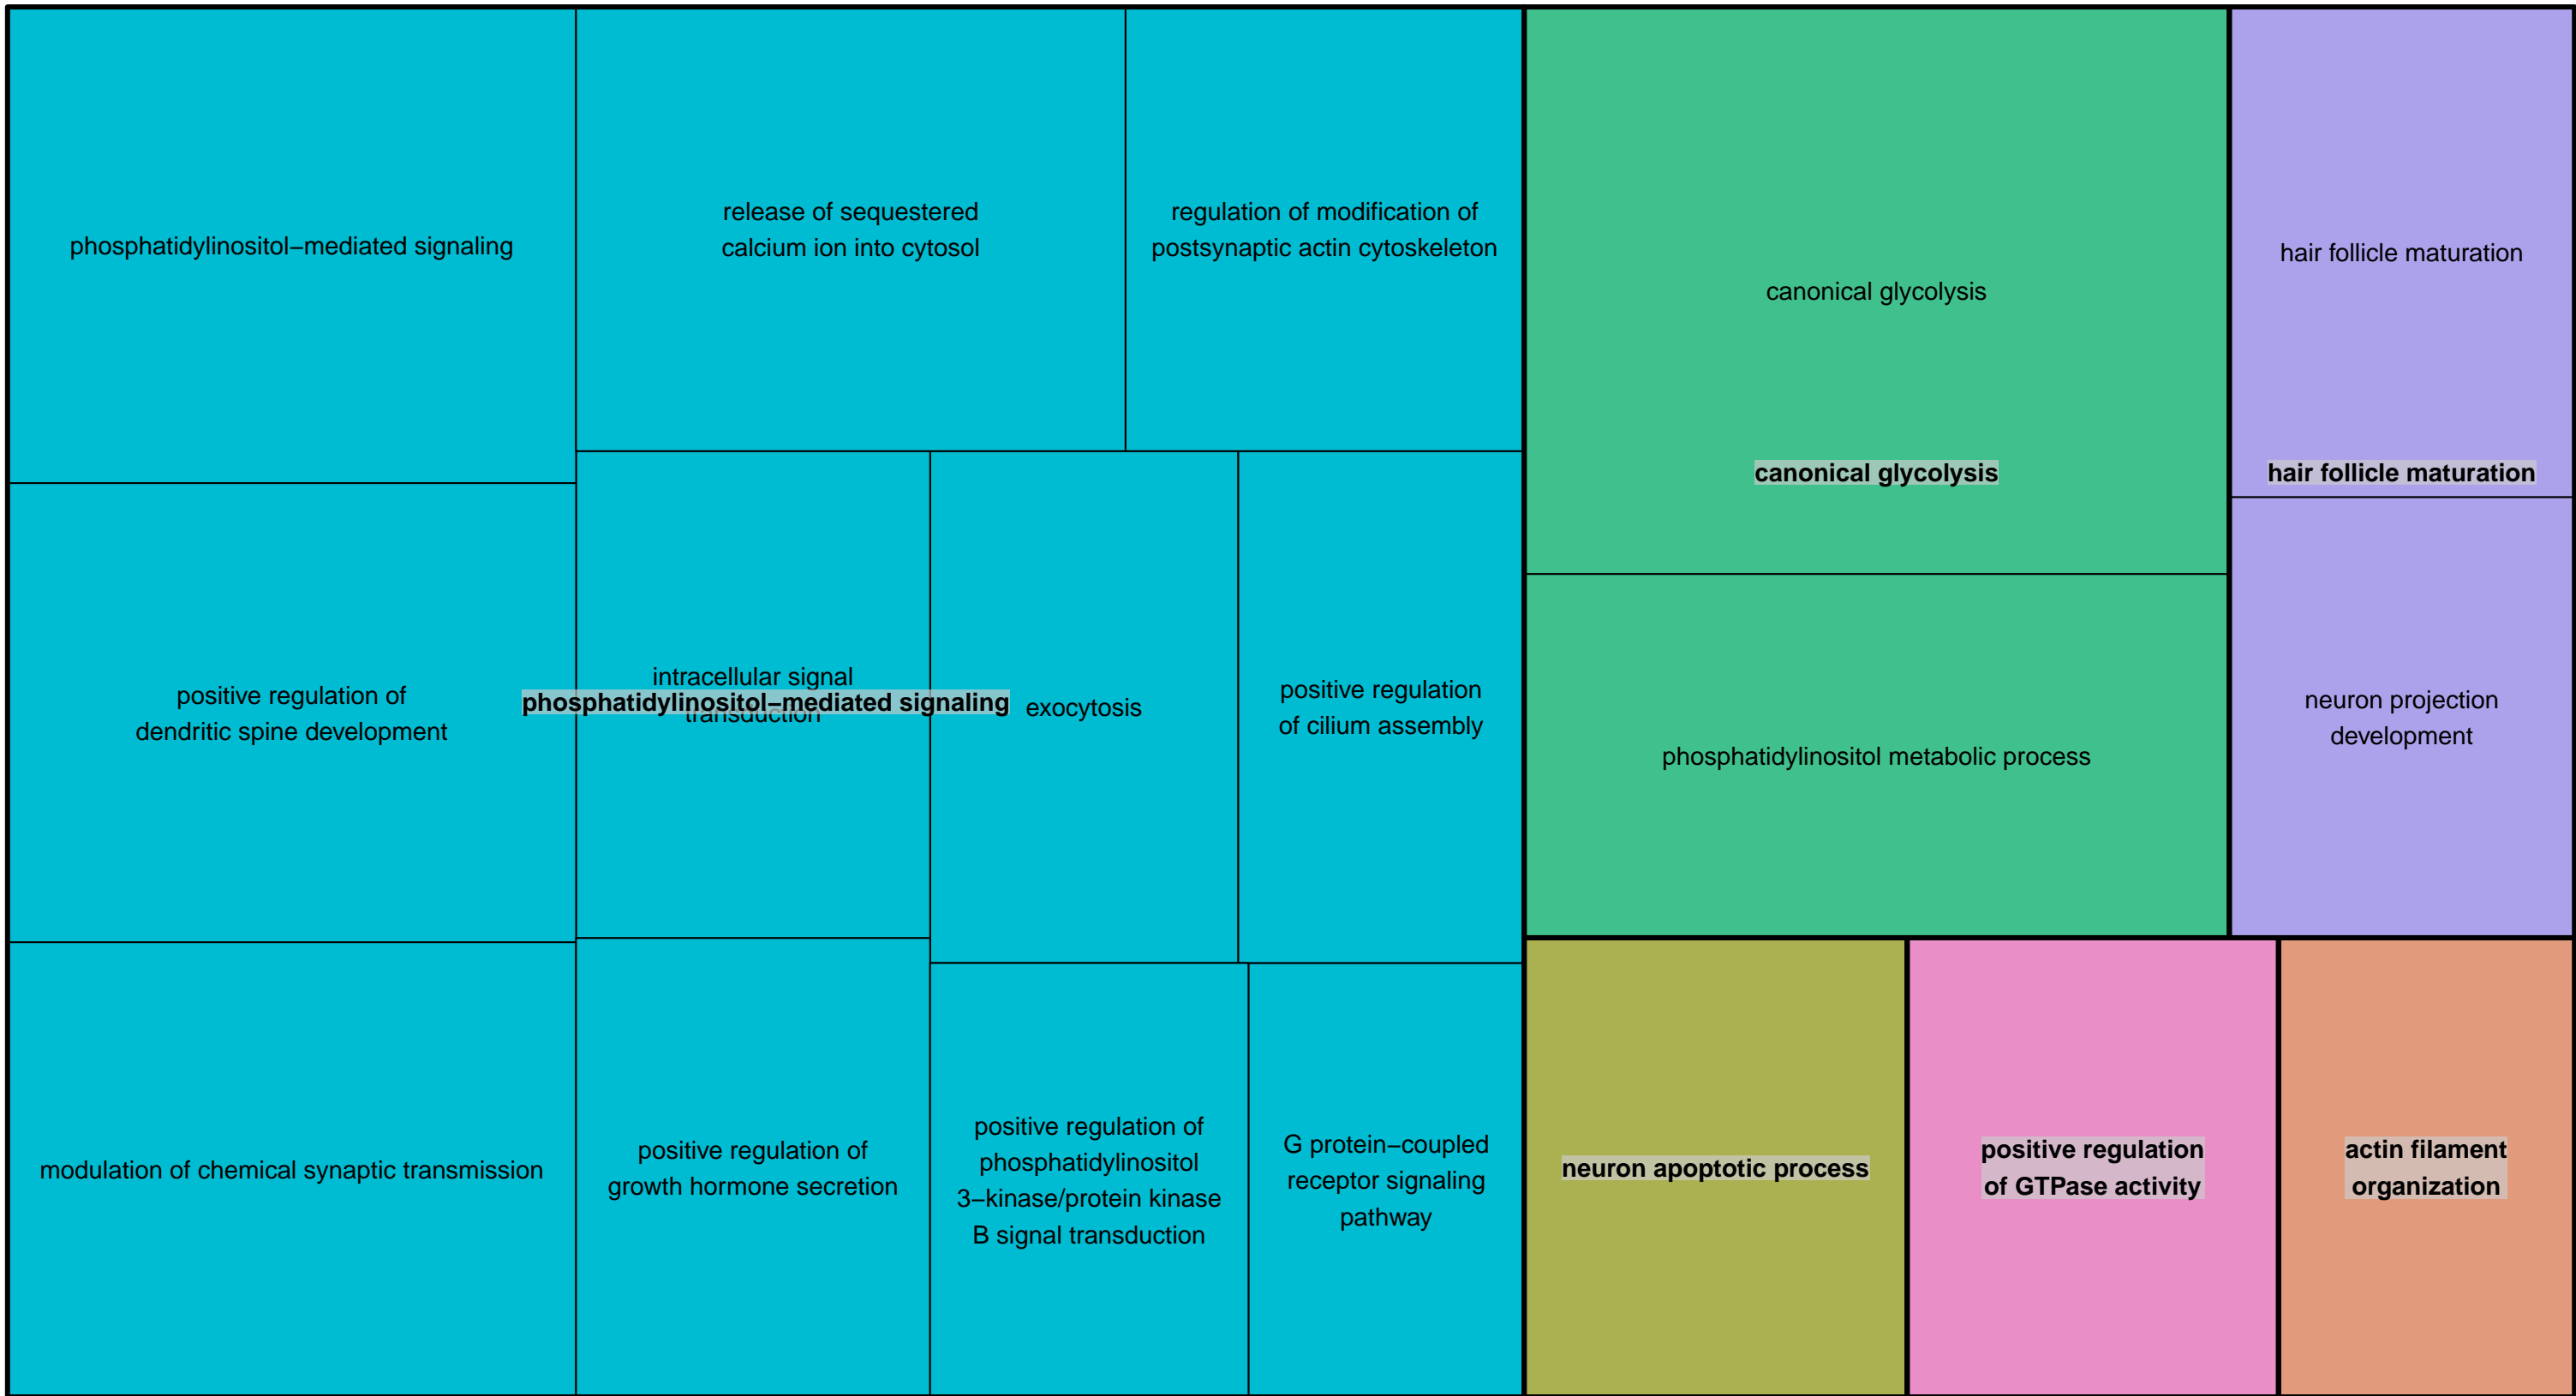 phosphatidylinositol−mediated signaling
release of sequestered
calcium ion into cytosol
regulation of modification of
postsynaptic actin cytoskeleton
positive regulation of
dendritic spine development
intracellular signal
transduction
phosphatidylinositol−mediated signaling
exocytosis
positive regulation
of cilium assembly
modulation of chemical synaptic transmission
positive regulation of
growth hormone secretion
positive regulation of
phosphatidylinositol
3−kinase/protein kinase
B signal transduction
G protein−coupled
receptor signaling
pathway
canonical glycolysis
canonical glycolysis
phosphatidylinositol metabolic process
hair follicle maturation
hair follicle maturation
neuron projection
development
neuron apoptotic process
positive regulation
of GTPase activity
actin filament
organization